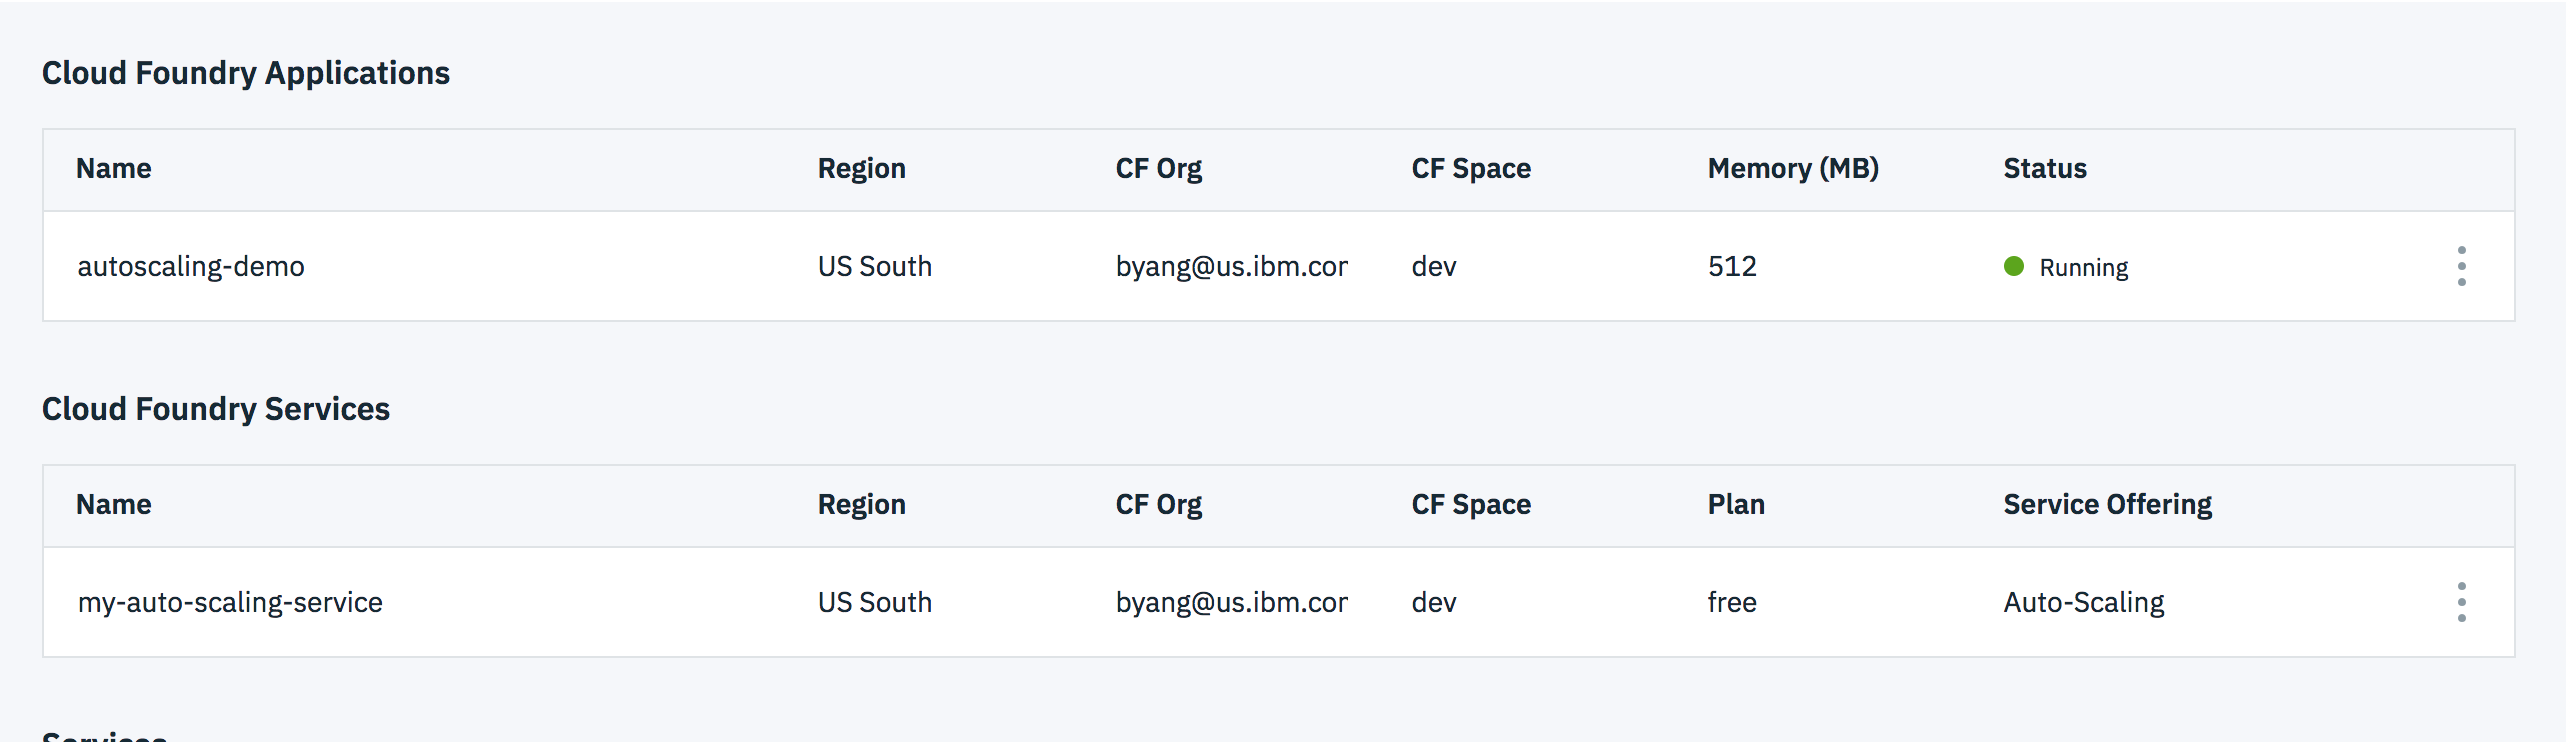 Cloud Foundry Applications
Name Region CF Org CF Space Memory (MB) Status
autoscaling-demo US South byang@us.ibm.cor dev 512 Running
Cloud Foundry Services
Name Region CF Org CF Space Plan Service Offering
my-auto-scaling-service US South byang@us.ibm.cor dev free Auto-Scaling
Services